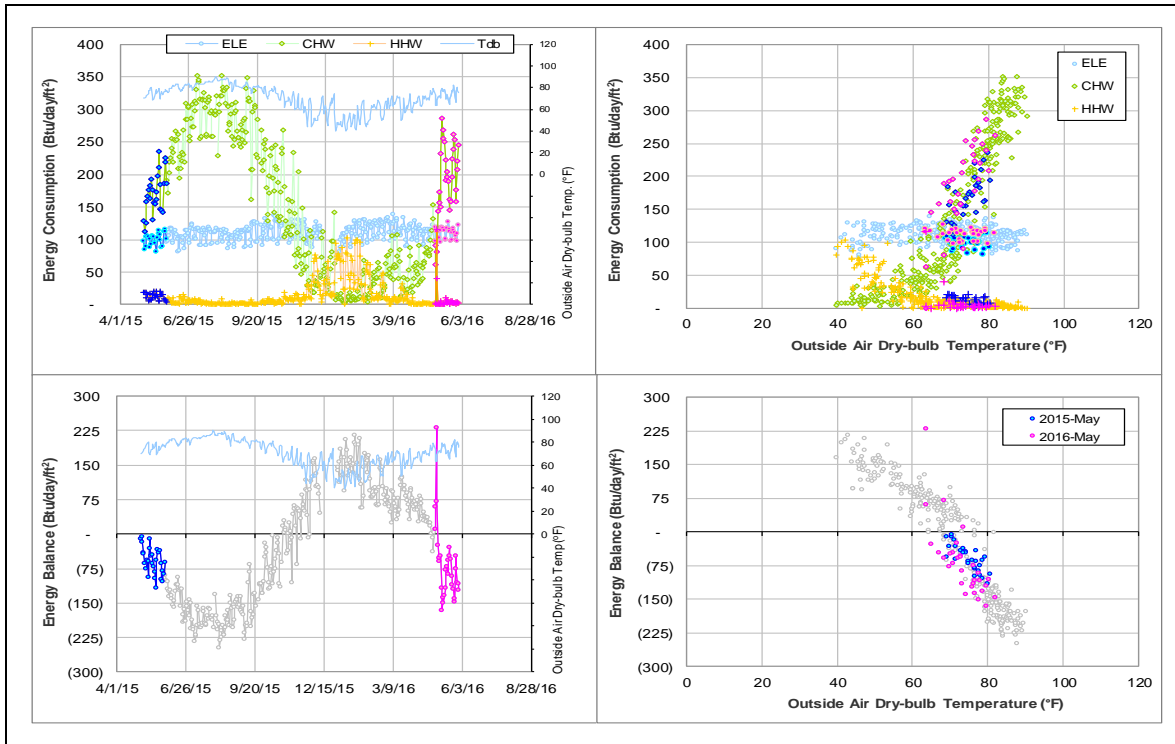 ELE CHW HHW Tdb
Energy Consumption (Btu/day/ft²)
400
350
300
250
200
150
100
50
-
120
100
80
60
40
20
0
Outside Air Dry-bulb Temp. (°F)
4/1/15 6/26/15 9/20/15 12/15/15 3/9/16 6/3/16 8/28/16
ELE
CHW
HHW
Energy Consumption (Btu/day/ft²)
400
350
300
250
200
150
100
50
-
0 20 40 60 80 100 120
Outside Air Dry-bulb Temperature (°F)
Energy Balance (Btu/day/ft²)
300
225
150
75
-
(75)
(150)
(225)
(300)
120
100
80
60
40
20
0
Outside Air Dry-bulb Temp (°F)
4/1/15 6/26/15 9/20/15 12/15/15 3/9/16 6/3/16 8/28/16
2015-May
2016-May
Energy Balance (Btu/day/ft²)
300
225
150
75
-
(75)
(150)
(225)
(300)
0 20 40 60 80 100 120
Outside Air Dry-bulb Temperature (°F)